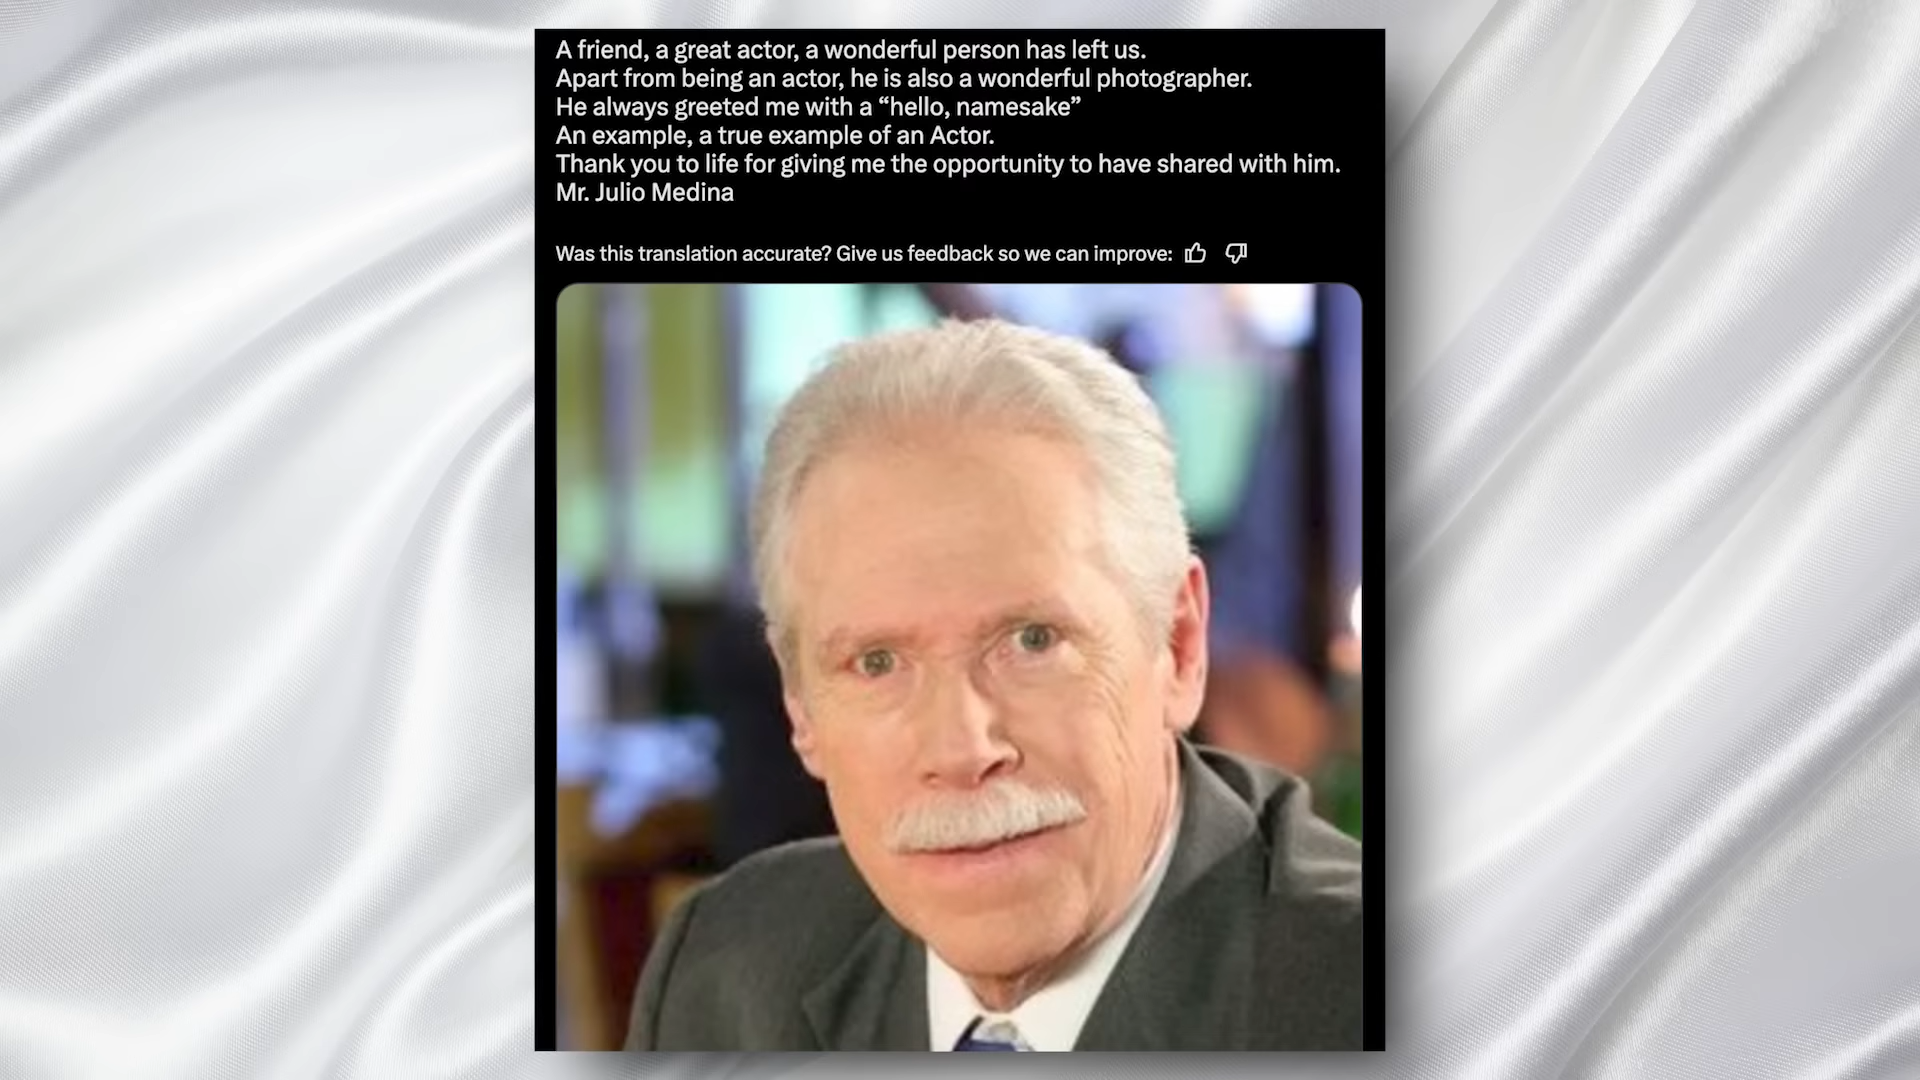 A friend, a great actor, a wonderful person has left us.
Apart from being an actor, he is also a wonderful photographer.
He always greeted me with a “hello, namesake”
An example, a true example of an Actor.
Thank you to life for giving me the opportunity to have shared with him.
Mr. Julio Medina
Was this translation accurate? Give us feedback so we can improve: